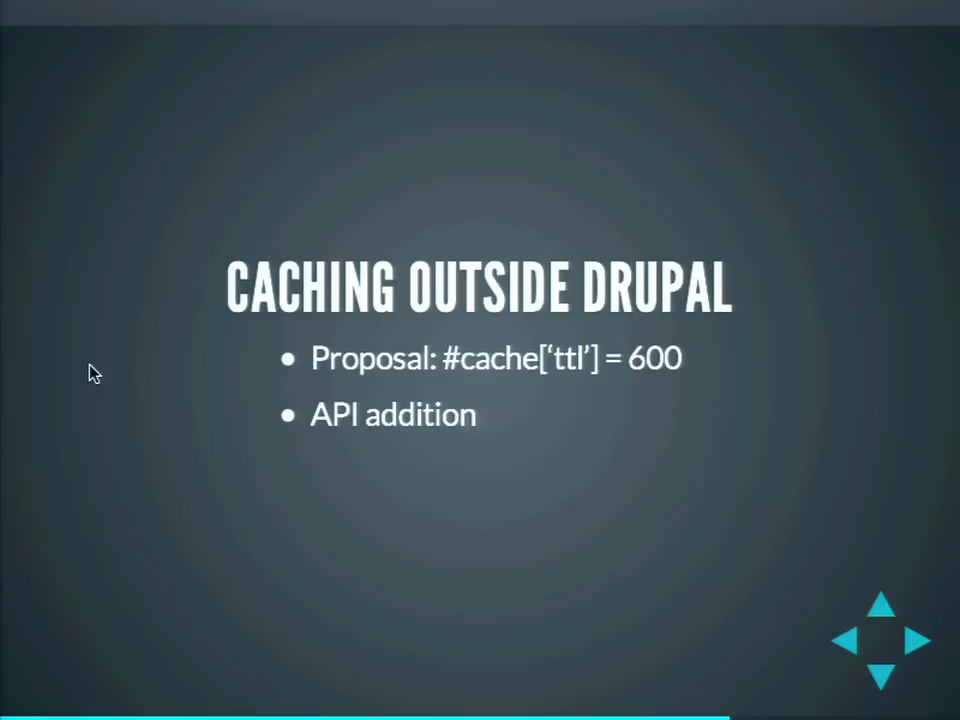 CACHING OUTSIDE DRUPAL
• Proposal: #cache[‘ttl’] = 600
• API addition